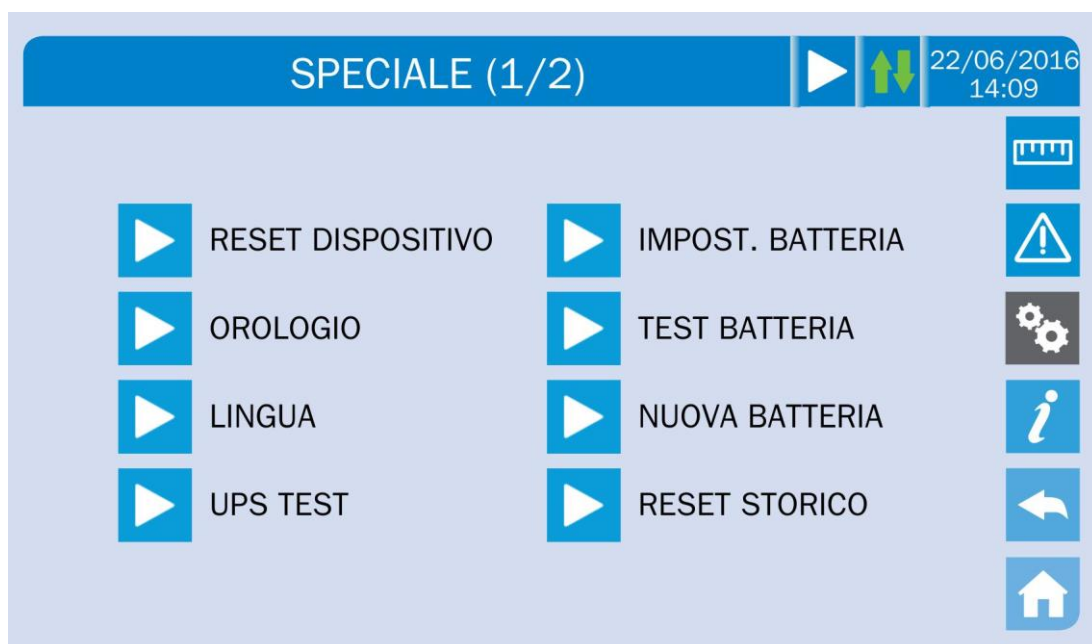 SPECIALE (1/2)
22/06/2016
14:09
RESET DISPOSITIVO
IMPOST. BATTERIA
OROLOGIO
TEST BATTERIA
LINGUA
NUOVA BATTERIA
UPS TEST
RESET STORICO